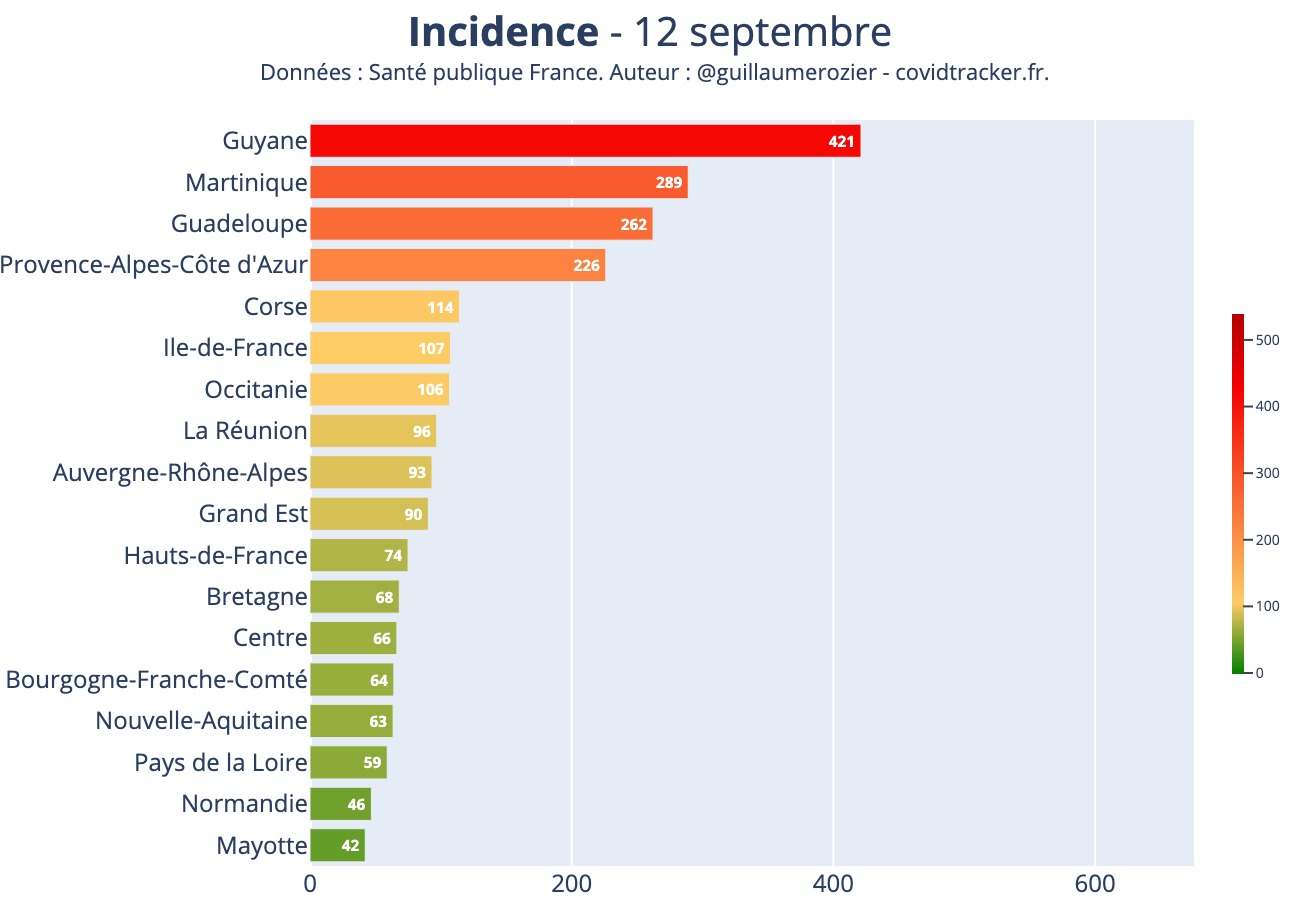 Incidence - 12 septembre
Données : Santé publique France. Auteur : @guillaumerozier - covidtracker.fr.
Guyane 421
Martinique 289
Guadeloupe 262
Provence-Alpes-Côte d'Azur 226
Corse 114
Ile-de-France 107
Occitanie 106
La Réunion 96
Auvergne-Rhône-Alpes 93
Grand Est 90
Hauts-de-France 74
Bretagne 68
Centre 66
Bourgogne-Franche-Comté 64
Nouvelle-Aquitaine 63
Pays de la Loire 59
Normandie 46
Mayotte 42
0 200 400 600
500
400
300
200
100
0